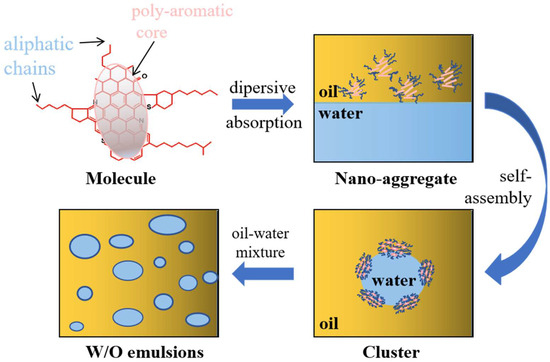 aliphatic
chains
poly-aromatic
core
O
S
S
H
Molecule
dipersive
absorption
oil
water
Nano-aggregate
self-
assembly
water
oil
Cluster
oil-water
mixture
W/O emulsions